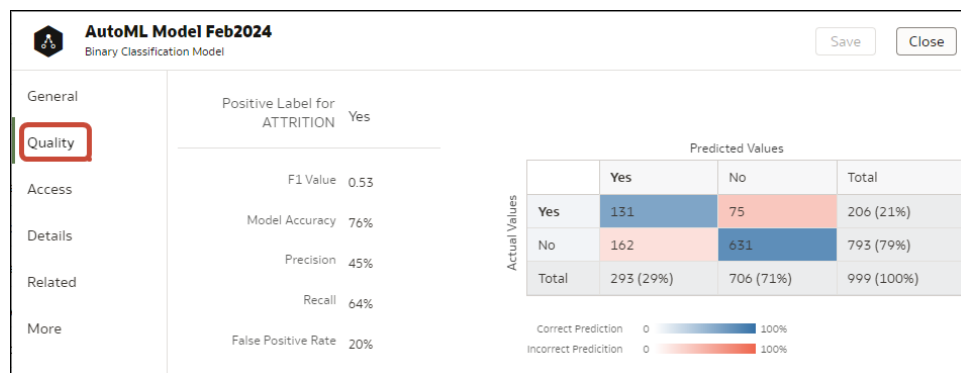 AutoML Model Feb2024
Binary Classification Model
Save
Close
General
Quality
Access
Details
Related
More
Positive Label for
ATTRITION
Yes
F1 Value 0.53
Model Accuracy 76%
Precision 45%
Recall 64%
False Positive Rate 20%
Predicted Values
Actual Values
Yes No Total
Yes 131 75 206 (21%)
No 162 631 793 (79%)
Total 293 (29%) 706 (71%) 999 (100%)
Correct Prediction 0 100%
Incorrect Predicition 0 100%